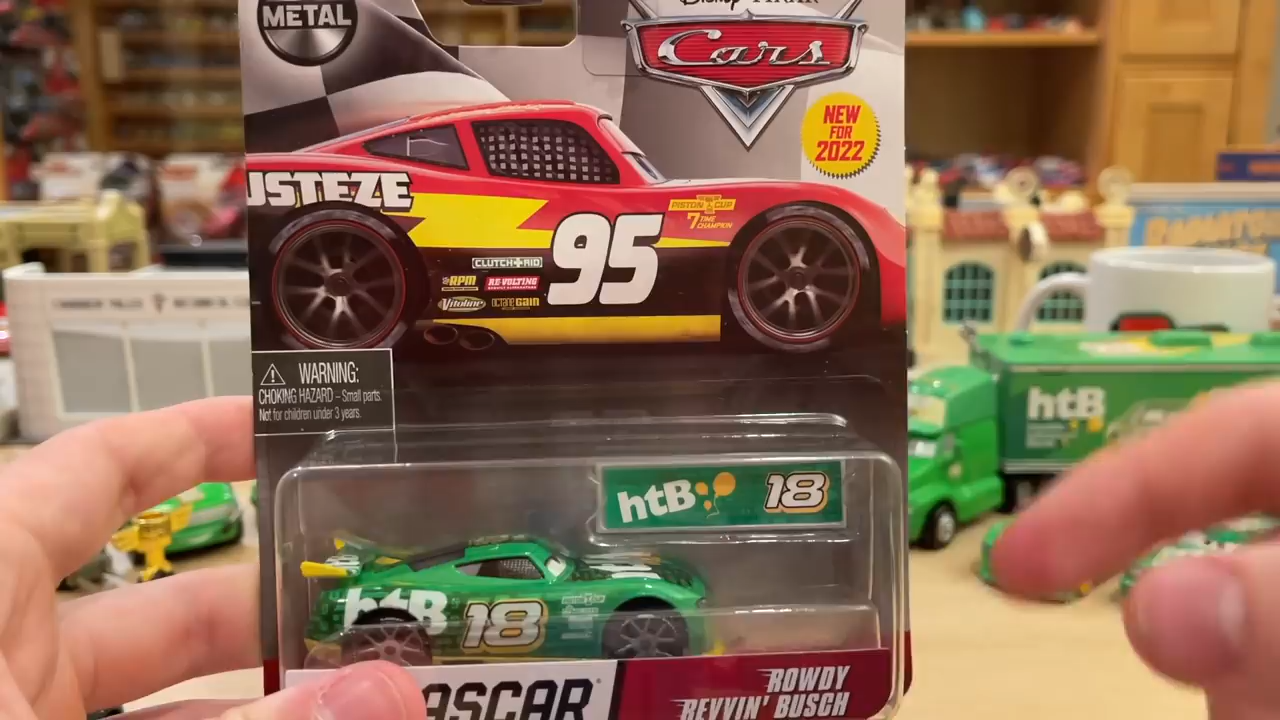 METAL
Disney PIXAR
Cars
NEW
FOR
2022
USTEZE
95
PISTON CUP
7 TIME
CHAMPION
CLUTCH AID
RPM
RE-VOLTING
Vitoline
OCTANE GAIN
WARNING:
CHOKING HAZARD – Small parts.
Not for children under 3 years.
htB
htB 18
htB 18
ASCAR
ROWDY
REVVIN' BUSCH